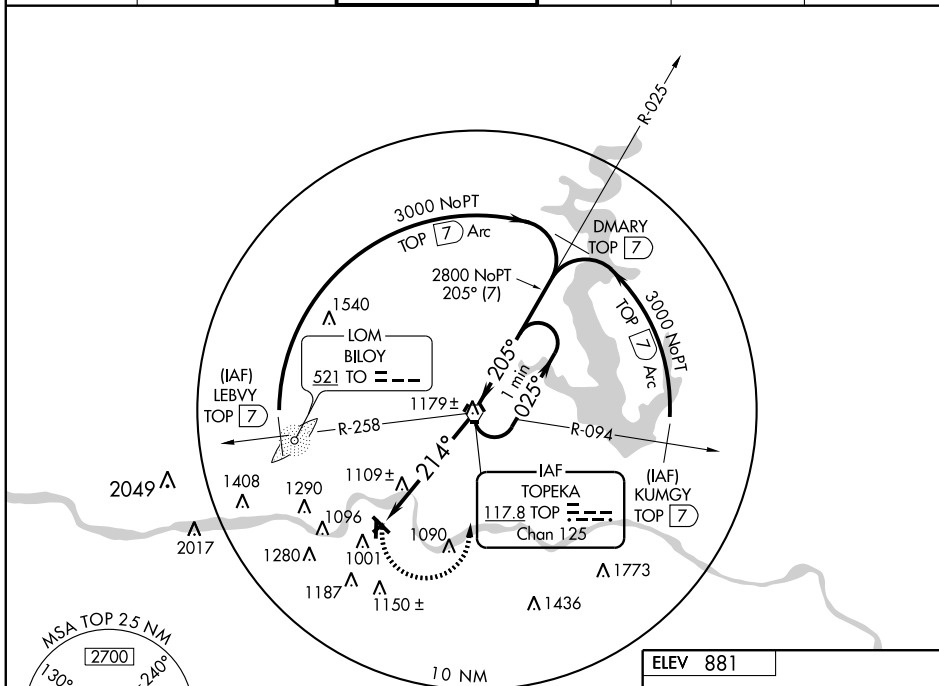 R-025
3000 NoPT
TOP 7 Arc
DMARY
TOP 7
2800 NoPT
205° (7)
3000 NoPT
TOP 7 Arc
1540
LOM
BILOY
521 TO
205°
1 min
025°
(IAF)
LEBVY
TOP 7
1179 ±
R-258
R-094
214°
IAF
TOPEKA
117.8 TOP
Chan 125
(IAF)
KUMGY
TOP 7
2049
1408
1290
1109 ±
1096
2017
1280
1001
1090
1187
1150 ±
1773
1436
MSA TOP 25 NM
2700
130°
240°
10 NM
ELEV 881